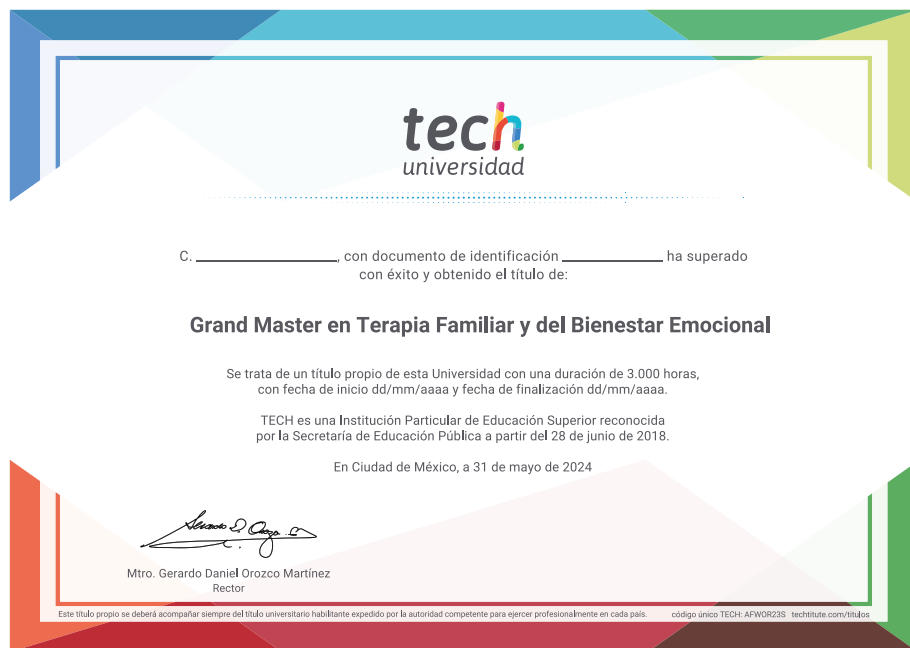 tech
universidad
C. ____________, con documento de identificación ____________ ha superado
con éxito y obtenido el título de:
Grand Master en Terapia Familiar y del Bienestar Emocional
Se trata de un título propio de esta Universidad con una duración de 3.000 horas,
con fecha de inicio dd/mm/aaaa y fecha de finalización dd/mm/aaaa.
TECH es una Institución Particular de Educación Superior reconocida
por la Secretaría de Educación Pública a partir del 28 de junio de 2018.
En Ciudad de México, a 31 de mayo de 2024
Mtro. Gerardo Daniel Orozco Martínez
Rector
Este título propio se deberá acompañar siempre del título universitario habilitante expedido por la autoridad competente para ejercer profesionalmente en cada país. código único TECH: AFWOR23S techtitute.com/titulos